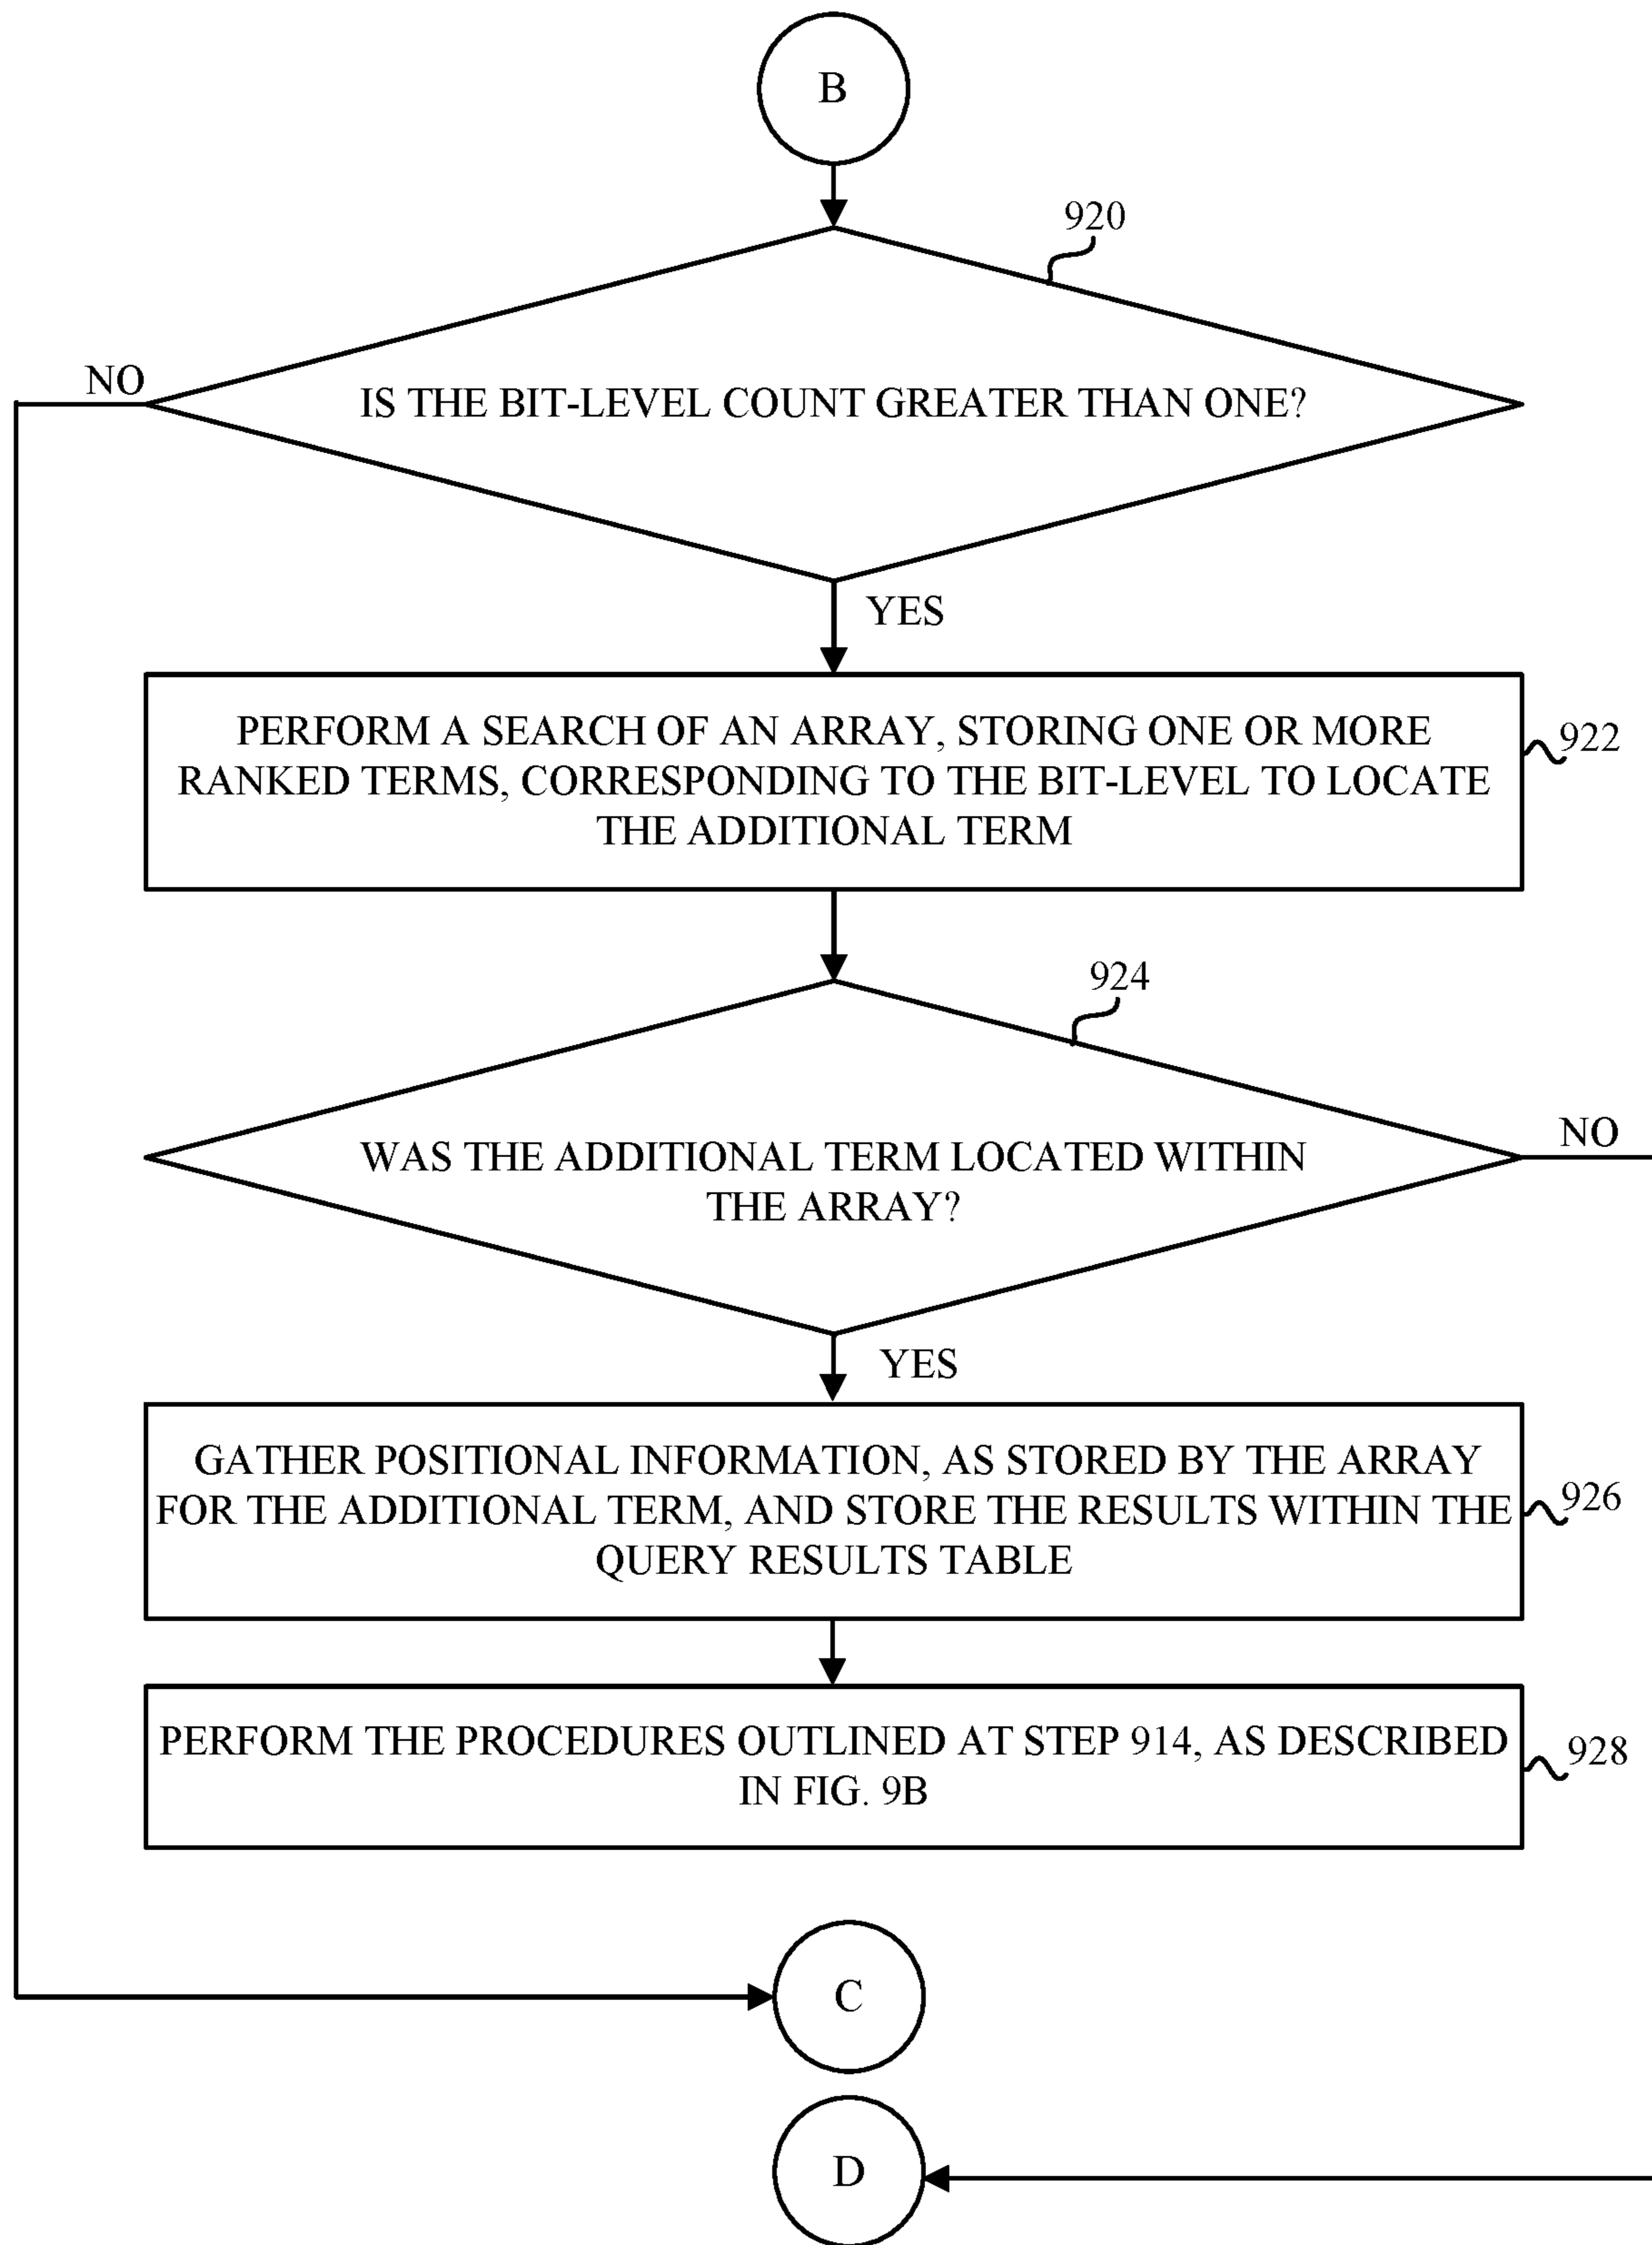 B
920
NO
IS THE BIT-LEVEL COUNT GREATER THAN ONE?
YES
PERFORM A SEARCH OF AN ARRAY, STORING ONE OR MORE
RANKED TERMS, CORRESPONDING TO THE BIT-LEVEL TO LOCATE
THE ADDITIONAL TERM
922
924
WAS THE ADDITIONAL TERM LOCATED WITHIN
THE ARRAY?
NO
YES
GATHER POSITIONAL INFORMATION, AS STORED BY THE ARRAY
FOR THE ADDITIONAL TERM, AND STORE THE RESULTS WITHIN THE
QUERY RESULTS TABLE
926
PERFORM THE PROCEDURES OUTLINED AT STEP 914, AS DESCRIBED
IN FIG. 9B
928
C
D